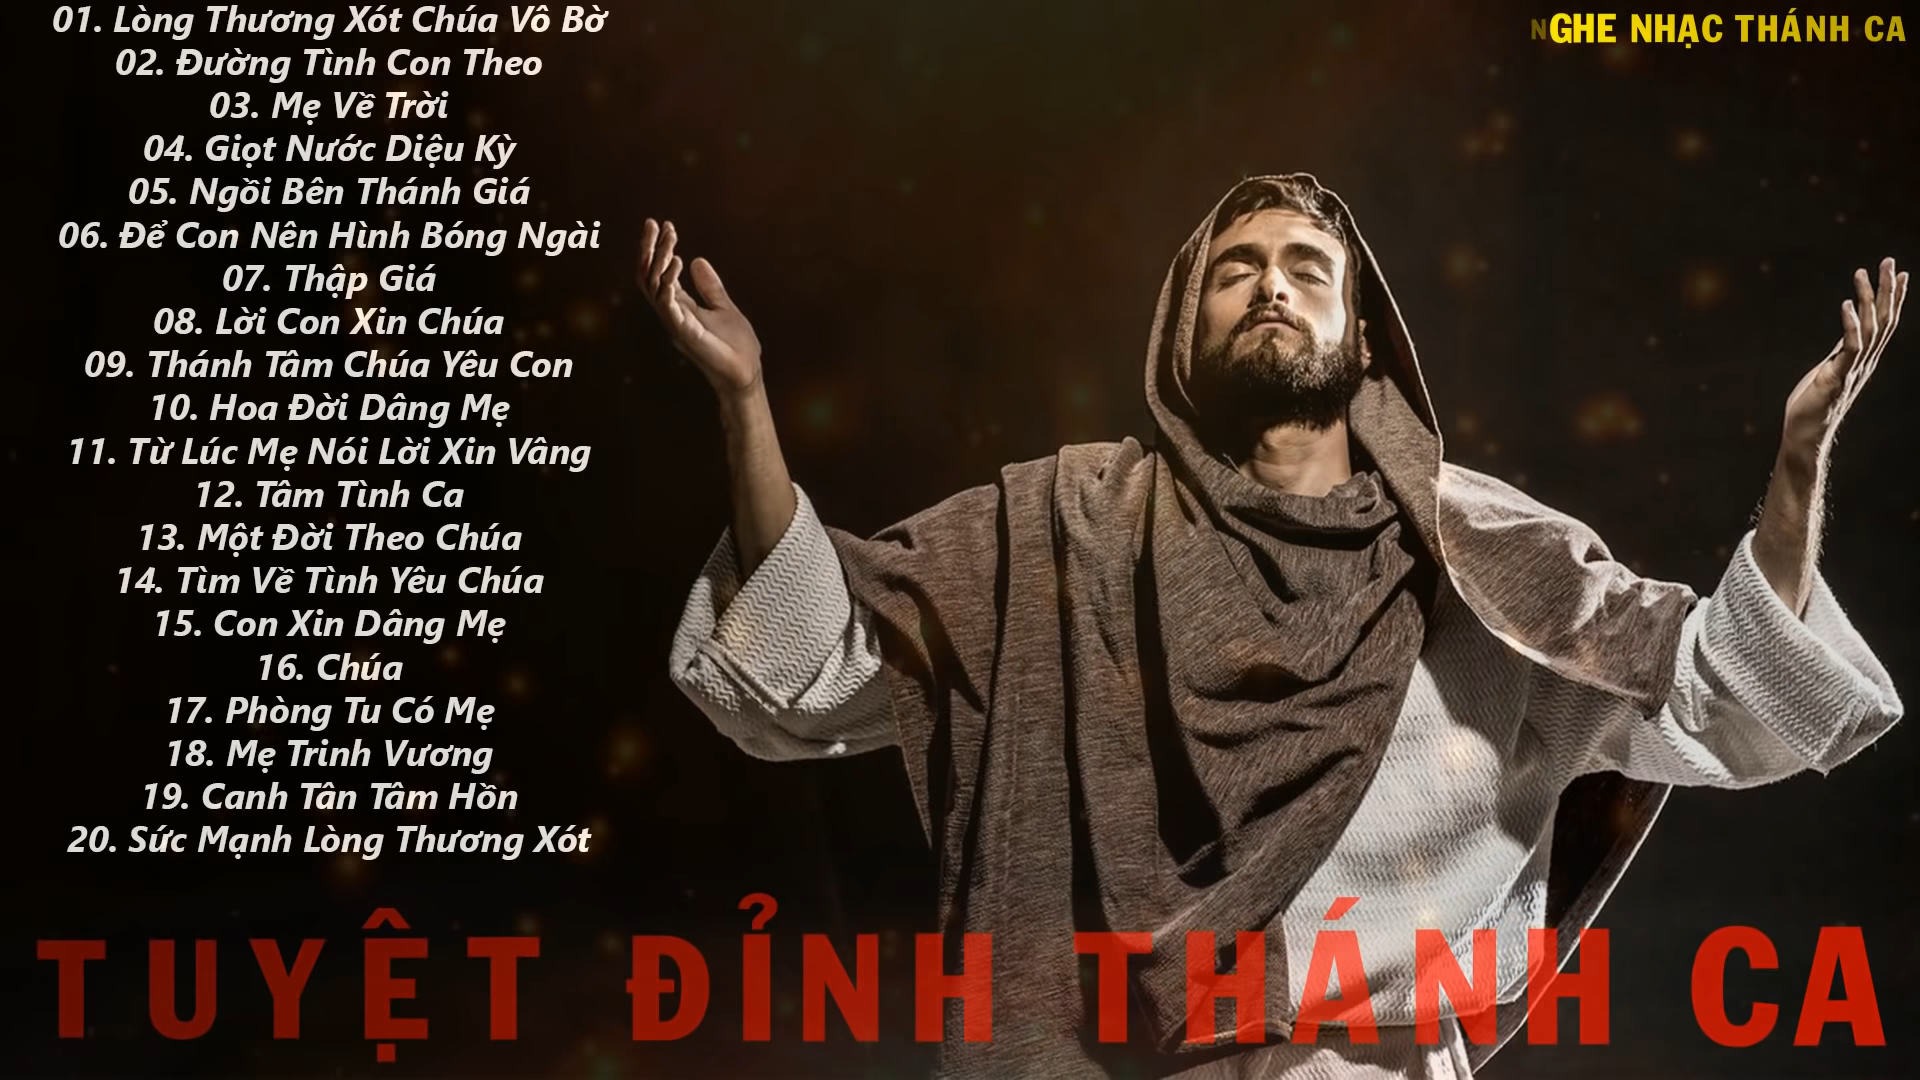 01. Lòng Thương Xót Chúa Vô Bờ
02. Đường Tình Con Theo
03. Mẹ Về Trời
04. Giọt Nước Diệu Kỳ
05. Ngồi Bên Thánh Giá
06. Để Con Nên Hình Bóng Ngài
07. Thập Giá
08. Lời Con Xin Chúa
09. Thánh Tâm Chúa Yêu Con
10. Hoa Đời Dâng Mẹ
11. Từ Lúc Mẹ Nói Lời Xin Vâng
12. Tâm Tình Ca
13. Một Đời Theo Chúa
14. Tìm Về Tình Yêu Chúa
15. Con Xin Dâng Mẹ
16. Chúa
17. Phòng Tu Có Mẹ
18. Mẹ Trinh Vương
19. Canh Tân Tâm Hồn
20. Sức Mạnh Lòng Thương Xót
NGHE NHẠC THÁNH CA
TUYỆT ĐỈNH THÁNH CA